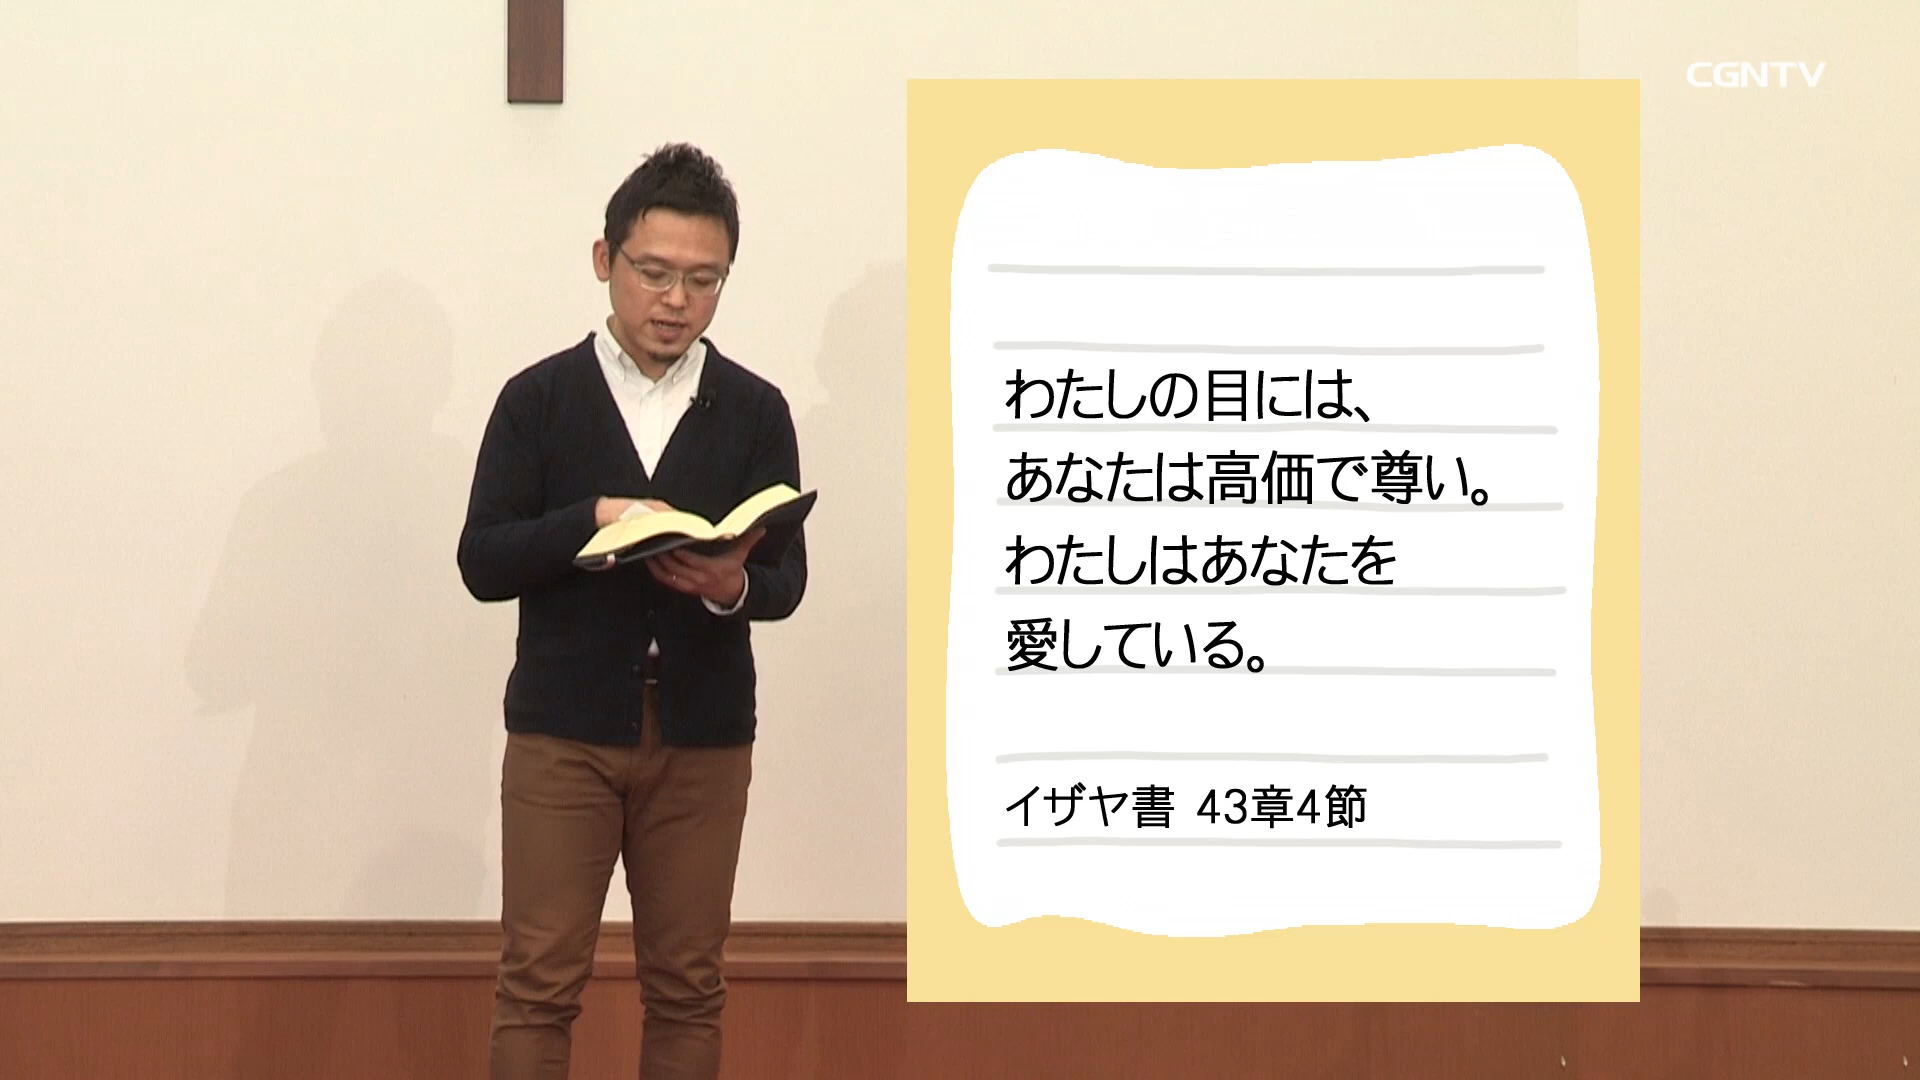 CGNTV
わたしの目には、
あなたは高価で尊い。
わたしはあなたを
愛している。
イザヤ書 43章4節